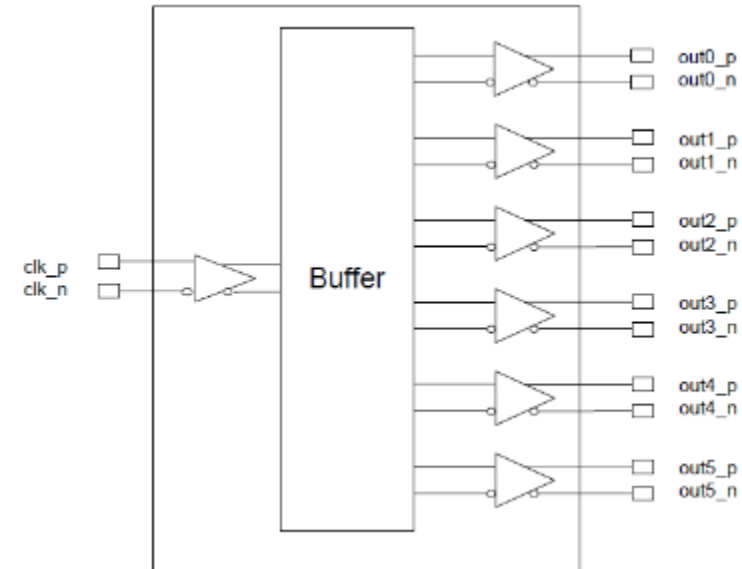 out0_p
out0_n
out1_p
out1_n
out2_p
out2_n
clk_p
clk_n
Buffer
out3_p
out3_n
out4_p
out4_n
out5_p
out5_n